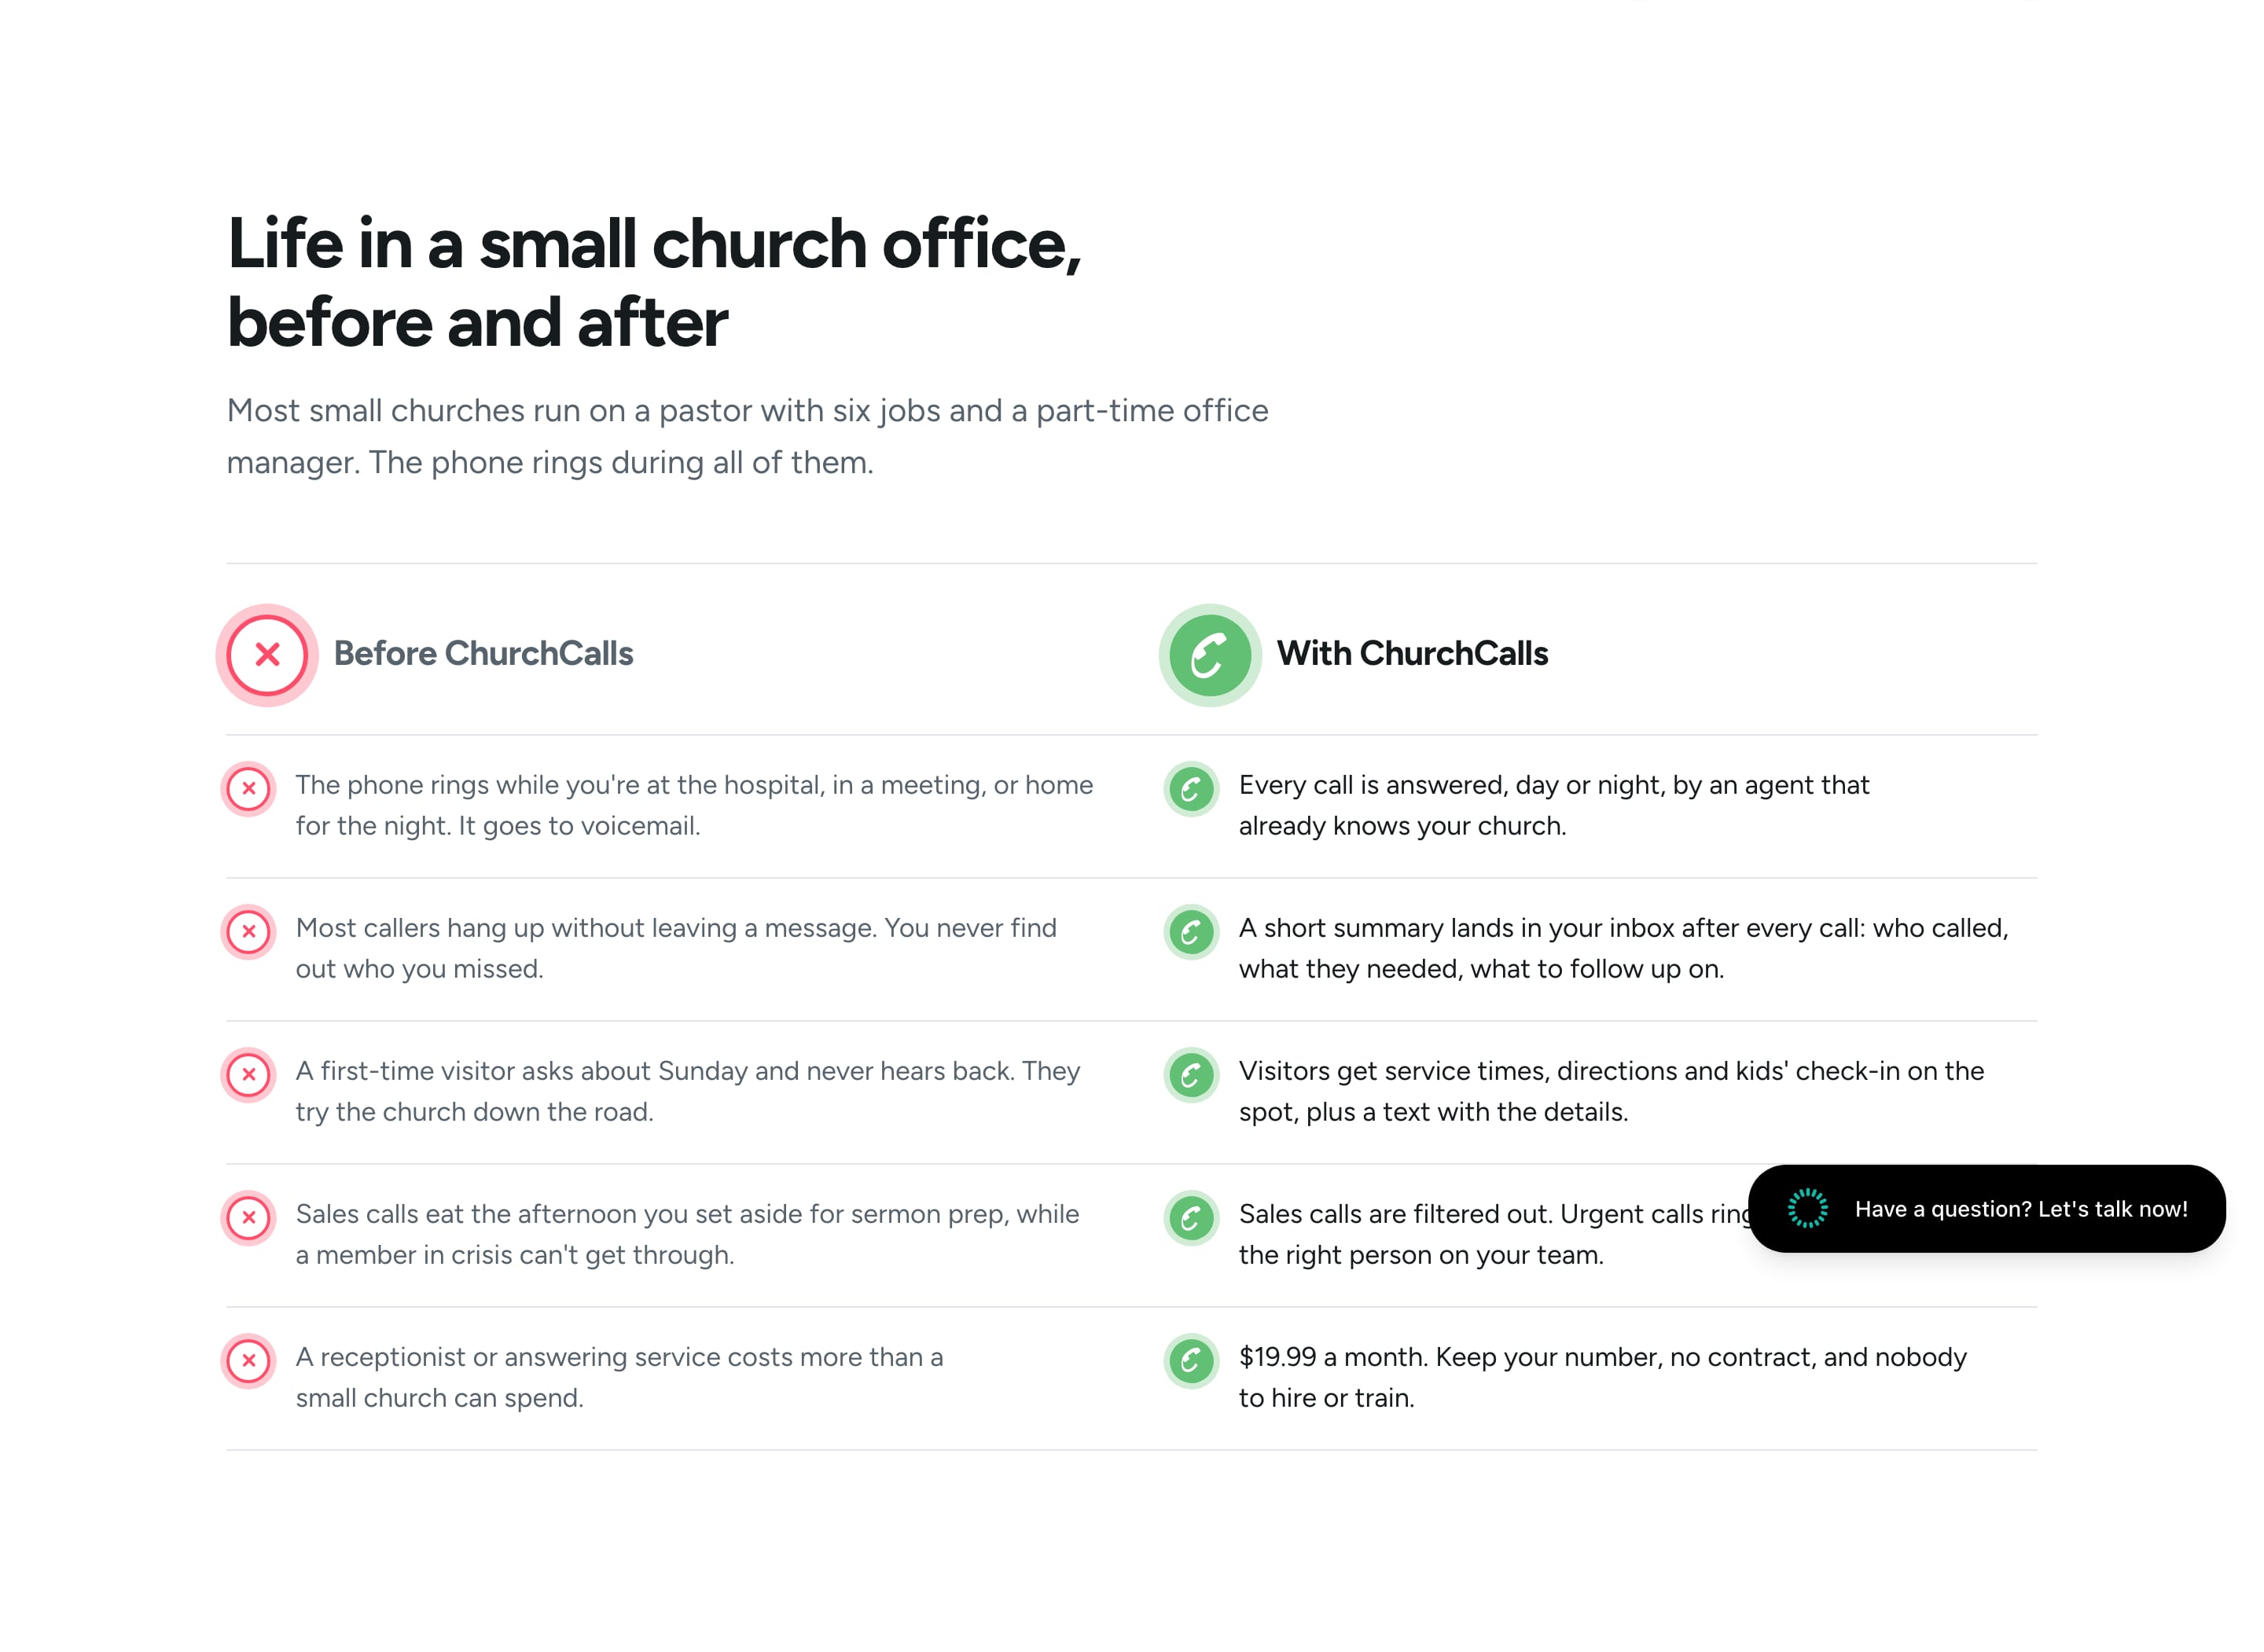 Life in a small church office,
before and after
Most small churches run on a pastor with six jobs and a part-time office
manager. The phone rings during all of them.
Before ChurchCalls
With ChurchCalls
The phone rings while you're at the hospital, in a meeting, or home
for the night. It goes to voicemail.
Every call is answered, day or night, by an agent that
already knows your church.
Most callers hang up without leaving a message. You never find
out who you missed.
A short summary lands in your inbox after every call: who called,
what they needed, what to follow up on.
A first-time visitor asks about Sunday and never hears back. They
try the church down the road.
Visitors get service times, directions and kids' check-in on the
spot, plus a text with the details.
Sales calls eat the afternoon you set aside for sermon prep, while
a member in crisis can't get through.
Sales calls are filtered out. Urgent calls ring
the right person on your team.
Have a question? Let's talk now!
A receptionist or answering service costs more than a
small church can spend.
$19.99 a month. Keep your number, no contract, and nobody
to hire or train.